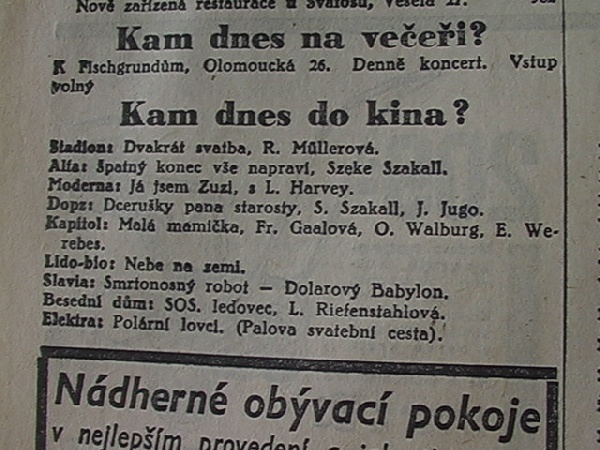 Nově zařízená restaurace u Svatošů, Veselá
Kam dnes na večeři?
K Fischgrundům, Olomoucká 26. Denně koncert. Vstup
volný
Kam dnes do kina?
Stadion: Dvakrát svatba, R. Müllerová.
Alfa: Špatný konec vše napraví, Szeke Szakall.
Moderna: Já jsem Zuzi, s L. Harvey.
Dopz: Dcerušky pana starosty, S. Szakall, J. Jugo.
Kapitol: Malá mamička, Fr. Gaalová, O. Walburg, E. We-
rebes.
Lido-bio: Nebe na zemi.
Slavia: Smrtonosný robot – Dolarový Babylon.
Besední dům: SOS. ledovec, L. Riefenstahlová.
Elektra: Polární lovci. (Palova svatební cesta).
Nádherné obývací pokoje
v nejlepším provedení